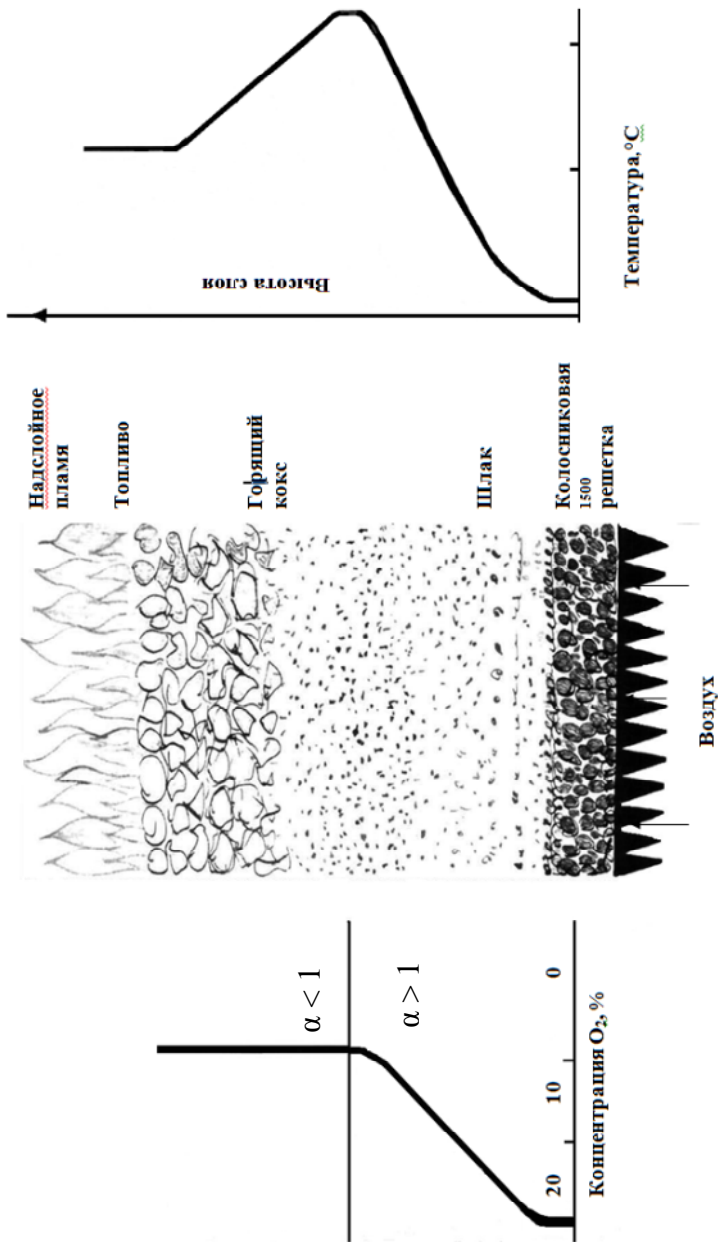 Концентрация O₂, %
20 10 0
α < 1
α > 1
Надслойное
пламя
Топливо
Горящий
кокс
Шлак
Колосниковая
1500
решетка
Воздух
Высота слоя
Температура,°С